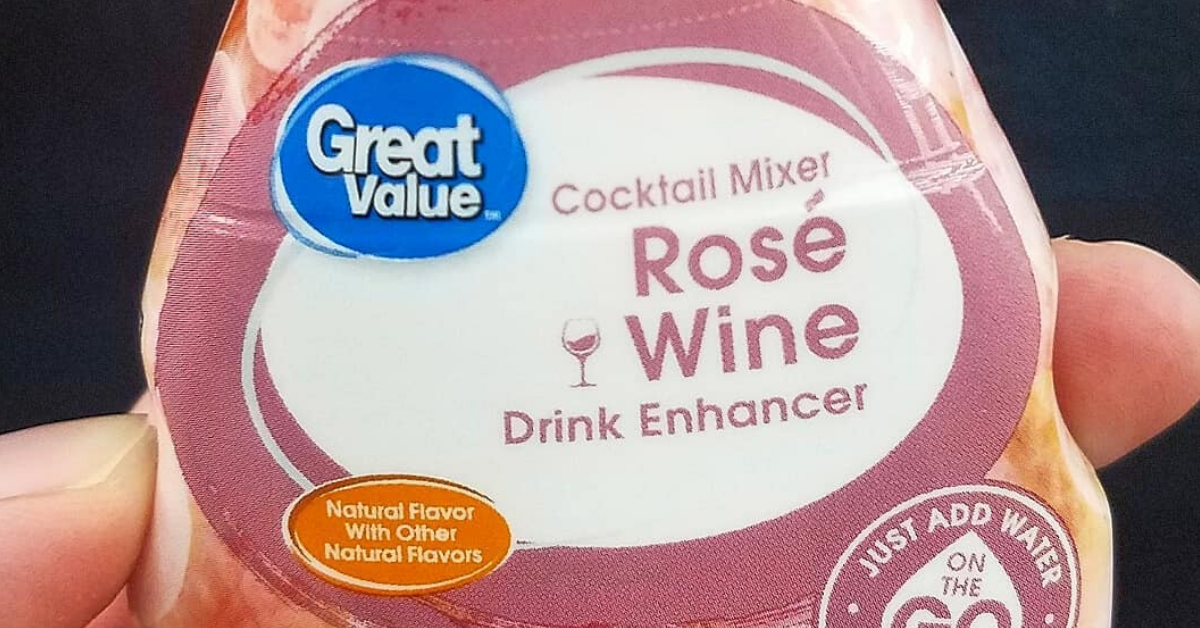 Great
Value™
Cocktail Mixer
Rosé
Wine
Drink Enhancer
Natural Flavor
With Other
Natural Flavors
JUST ADD WATER
ON
THE
GO